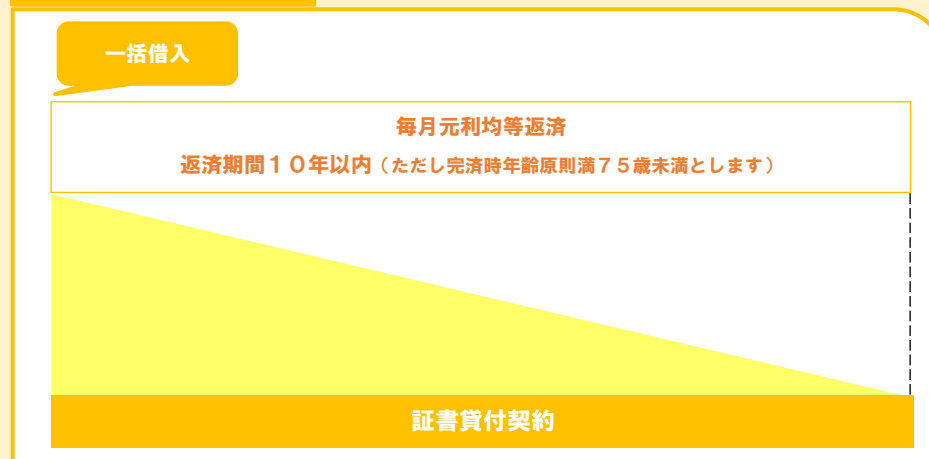 一括借入
毎月元利均等返済
返済期間１０年以内（ただし完済時年齢原則満７５歳未満とします）
証書貸付契約